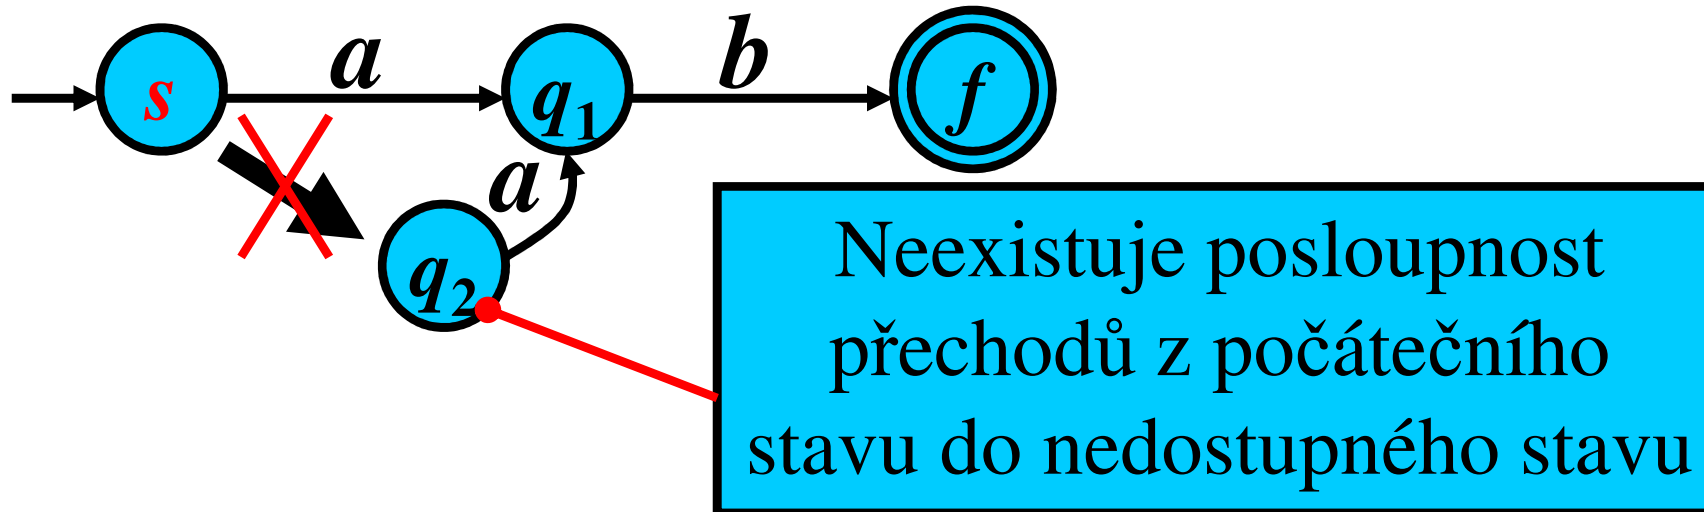 a
b
s
q1
f
a
q2
Neexistuje posloupnost
přechodů z počátečního
stavu do nedostupného stavu